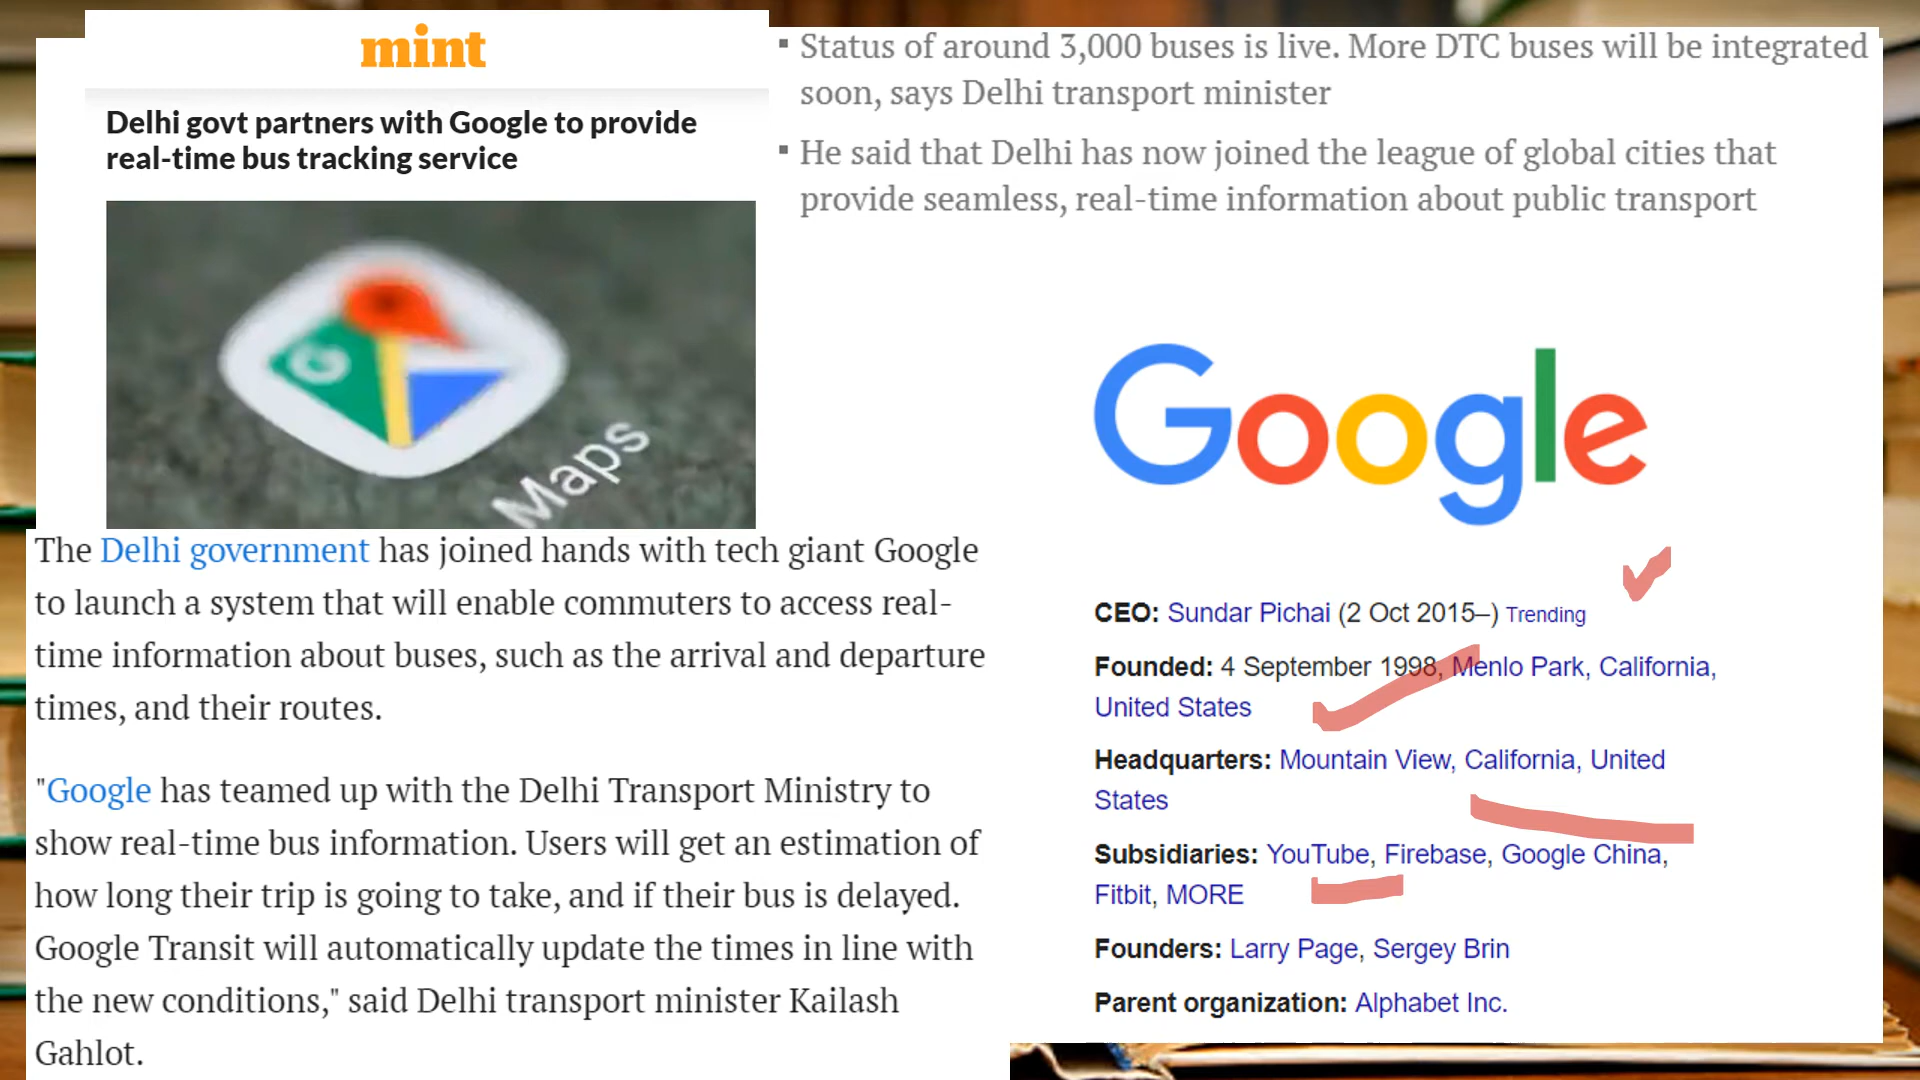 mint
Delhi govt partners with Google to provide
real-time bus tracking service
Maps
▪ Status of around 3,000 buses is live. More DTC buses will be integrated
soon, says Delhi transport minister
▪ He said that Delhi has now joined the league of global cities that
provide seamless, real-time information about public transport
The Delhi government has joined hands with tech giant Google
to launch a system that will enable commuters to access real-
time information about buses, such as the arrival and departure
times, and their routes.
"Google has teamed up with the Delhi Transport Ministry to
show real-time bus information. Users will get an estimation of
how long their trip is going to take, and if their bus is delayed.
Google Transit will automatically update the times in line with
the new conditions," said Delhi transport minister Kailash
Gahlot.
Google
CEO: Sundar Pichai (2 Oct 2015–) Trending
Founded: 4 September 1998, Menlo Park, California,
United States
Headquarters: Mountain View, California, United
States
Subsidiaries: YouTube, Firebase, Google China,
Fitbit, MORE
Founders: Larry Page, Sergey Brin
Parent organization: Alphabet Inc.